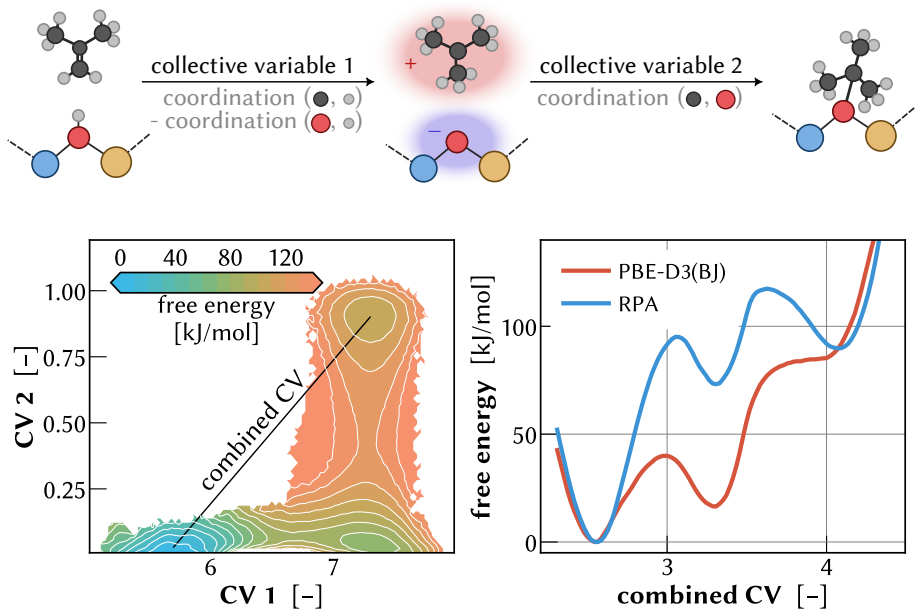 collective variable 1
coordination ( , )
- coordination ( , )
+
−
collective variable 2
coordination ( , )
0 40 80 120
free energy
[kJ/mol]
1.00
0.75
0.50
0.25
CV 2 [–]
combined CV
6 7
CV 1 [–]
PBE-D3(BJ)
RPA
100
50
0
free energy [kJ/mol]
3 4
combined CV [–]